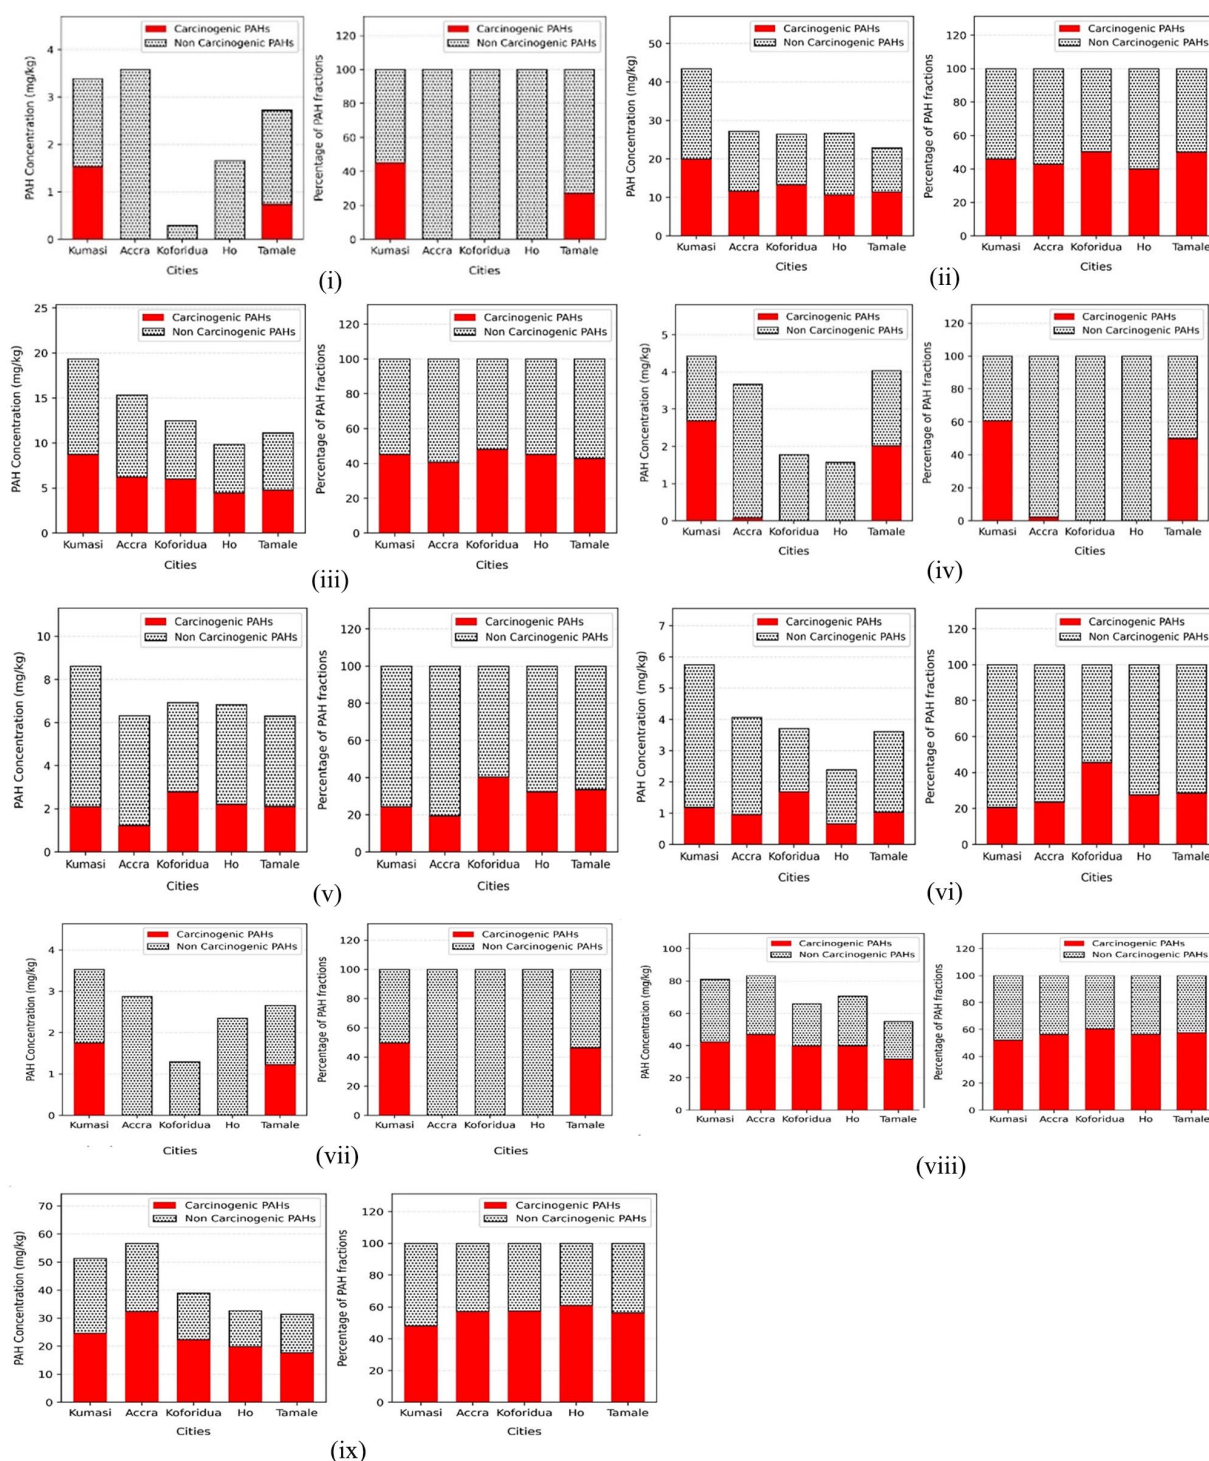 Carcinogenic PAHs
Non Carcinogenic PAHs
PAH Concentration (mg/kg)
4
3
2
1
0
Kumasi Accra Koforidua Ho Tamale
Cities
Carcinogenic PAHs
Non Carcinogenic PAHs
Percentage of PAH fractions
120
100
80
60
40
20
0
Kumasi Accra Koforidua Ho Tamale
Cities
(i)
Carcinogenic PAHs
Non Carcinogenic PAHs
PAH Concentration (mg/kg)
50
40
30
20
10
0
Kumasi Accra Koforidua Ho Tamale
Cities
Carcinogenic PAHs
Non Carcinogenic PAHs
Percentage of PAH fractions
120
100
80
60
40
20
0
Kumasi Accra Koforidua Ho Tamale
Cities
(ii)
Carcinogenic PAHs
Non Carcinogenic PAHs
PAH Concentration (mg/kg)
25
20
15
10
5
0
Kumasi Accra Koforidua Ho Tamale
Cities
Carcinogenic PAHs
Non Carcinogenic PAHs
Percentage of PAH fractions
120
100
80
60
40
20
0
Kumasi Accra Koforidua Ho Tamale
Cities
(iii)
Carcinogenic PAHs
Non Carcinogenic PAHs
PAH Concentration (mg/kg)
5
4
3
2
1
0
Kumasi Accra Koforidua Ho Tamale
Cities
Carcinogenic PAHs
Non Carcinogenic PAHs
Percentage of PAH fractions
120
100
80
60
40
20
0
Kumasi Accra Koforidua Ho Tamale
Cities
(iv)
Carcinogenic PAHs
Non Carcinogenic PAHs
PAH Concentration (mg/kg)
10
8
6
4
2
0
Kumasi Accra Koforidua Ho Tamale
Cities
Carcinogenic PAHs
Non Carcinogenic PAHs
Percentage of PAH fractions
120
100
80
60
40
20
0
Kumasi Accra Koforidua Ho Tamale
Cities
(v)
Carcinogenic PAHs
Non Carcinogenic PAHs
PAH Concentration (mg/kg)
7
6
5
4
3
2
1
0
Kumasi Accra Koforidua Ho Tamale
Cities
Carcinogenic PAHs
Non Carcinogenic PAHs
Percentage of PAH fractions
120
100
80
60
40
20
0
Kumasi Accra Koforidua Ho Tamale
Cities
(vi)
Carcinogenic PAHs
Non Carcinogenic PAHs
PAH Concentration (mg/kg)
4
3
2
1
0
Kumasi Accra Koforidua Ho Tamale
Cities
Carcinogenic PAHs
Non Carcinogenic PAHs
Percentage of PAH fractions
120
100
80
60
40
20
0
Kumasi Accra Koforidua Ho Tamale
Cities
(vii)
Carcinogenic PAHs
Non Carcinogenic PAHs
PAH Concentration (mg/kg)
100
80
60
40
20
0
Kumasi Accra Koforidua Ho Tamale
Carcinogenic PAHs
Non Carcinogenic PAHs
Percentage of PAH fractions
120
100
80
60
40
20
0
Kumasi Accra Koforidua Ho Tamale
(viii)
Carcinogenic PAHs
Non Carcinogenic PAHs
PAH Concentration (mg/kg)
70
60
50
40
30
20
10
0
Kumasi Accra Koforidua Ho Tamale
Cities
Carcinogenic PAHs
Non Carcinogenic PAHs
Percentage of PAH fractions
120
100
80
60
40
20
0
Kumasi Accra Koforidua Ho Tamale
Cities
(ix)